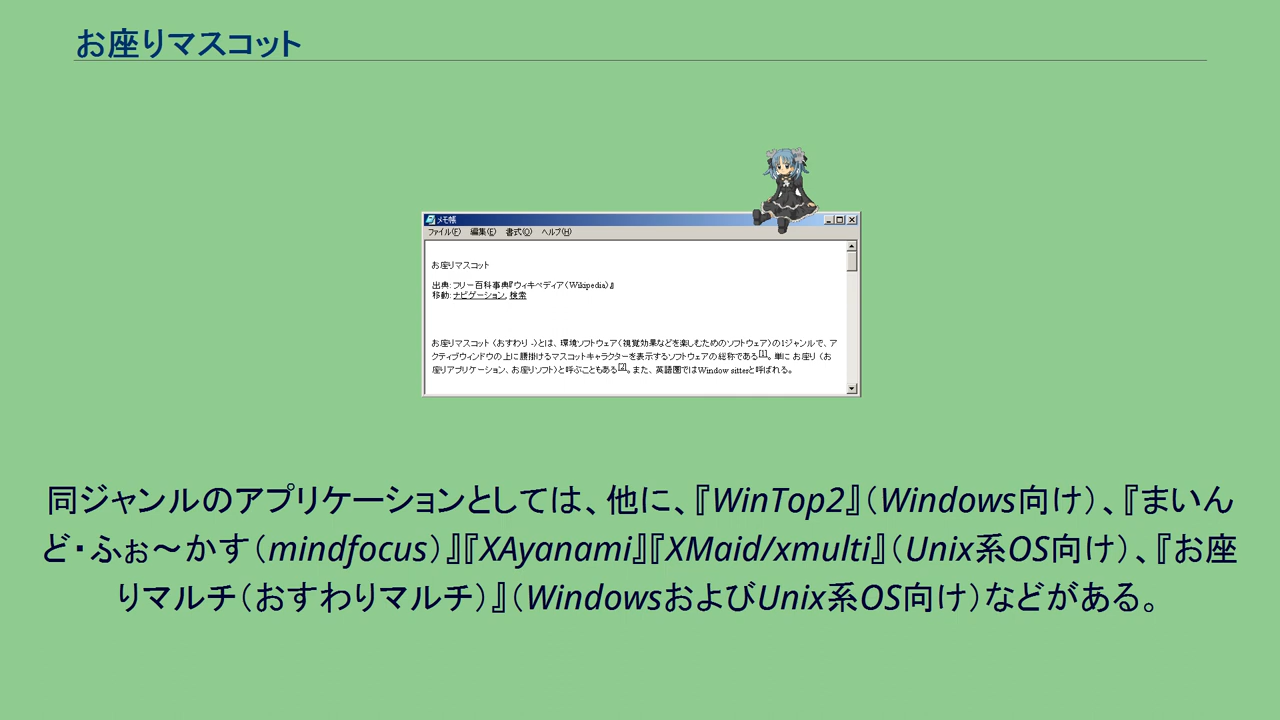 お座りマスコット
メモ帳
ファイル(F) 編集(E) 書式(O) ヘルプ(H)
お座りマスコット
出典: フリー百科事典『ウィキペディア(Wikipedia)』
移動: ナビゲーション, 検索
お座りマスコット (おすわり -)とは、環境ソフトウェア(視覚効果などを楽しむためのソフトウェア)の1ジャンルで、ア
クティブウィンドウの上に腰掛けるマスコットキャラクターを表示するソフトウェアの総称である[1]。単に お座り (お
座りアプリケーション、お座りソフト)と呼ぶこともある[2]。また、英語圏ではWindow sitterと呼ばれる。
同ジャンルのアプリケーションとしては、他に、『WinTop2』（Windows向け）、『まいん
ど・ふぉ〜かす（mindfocus）』『XAyanami』『XMaid/xmulti』（Unix系OS向け）、『お座
りマルチ（おすわりマルチ）』（WindowsおよびUnix系OS向け）などがある。